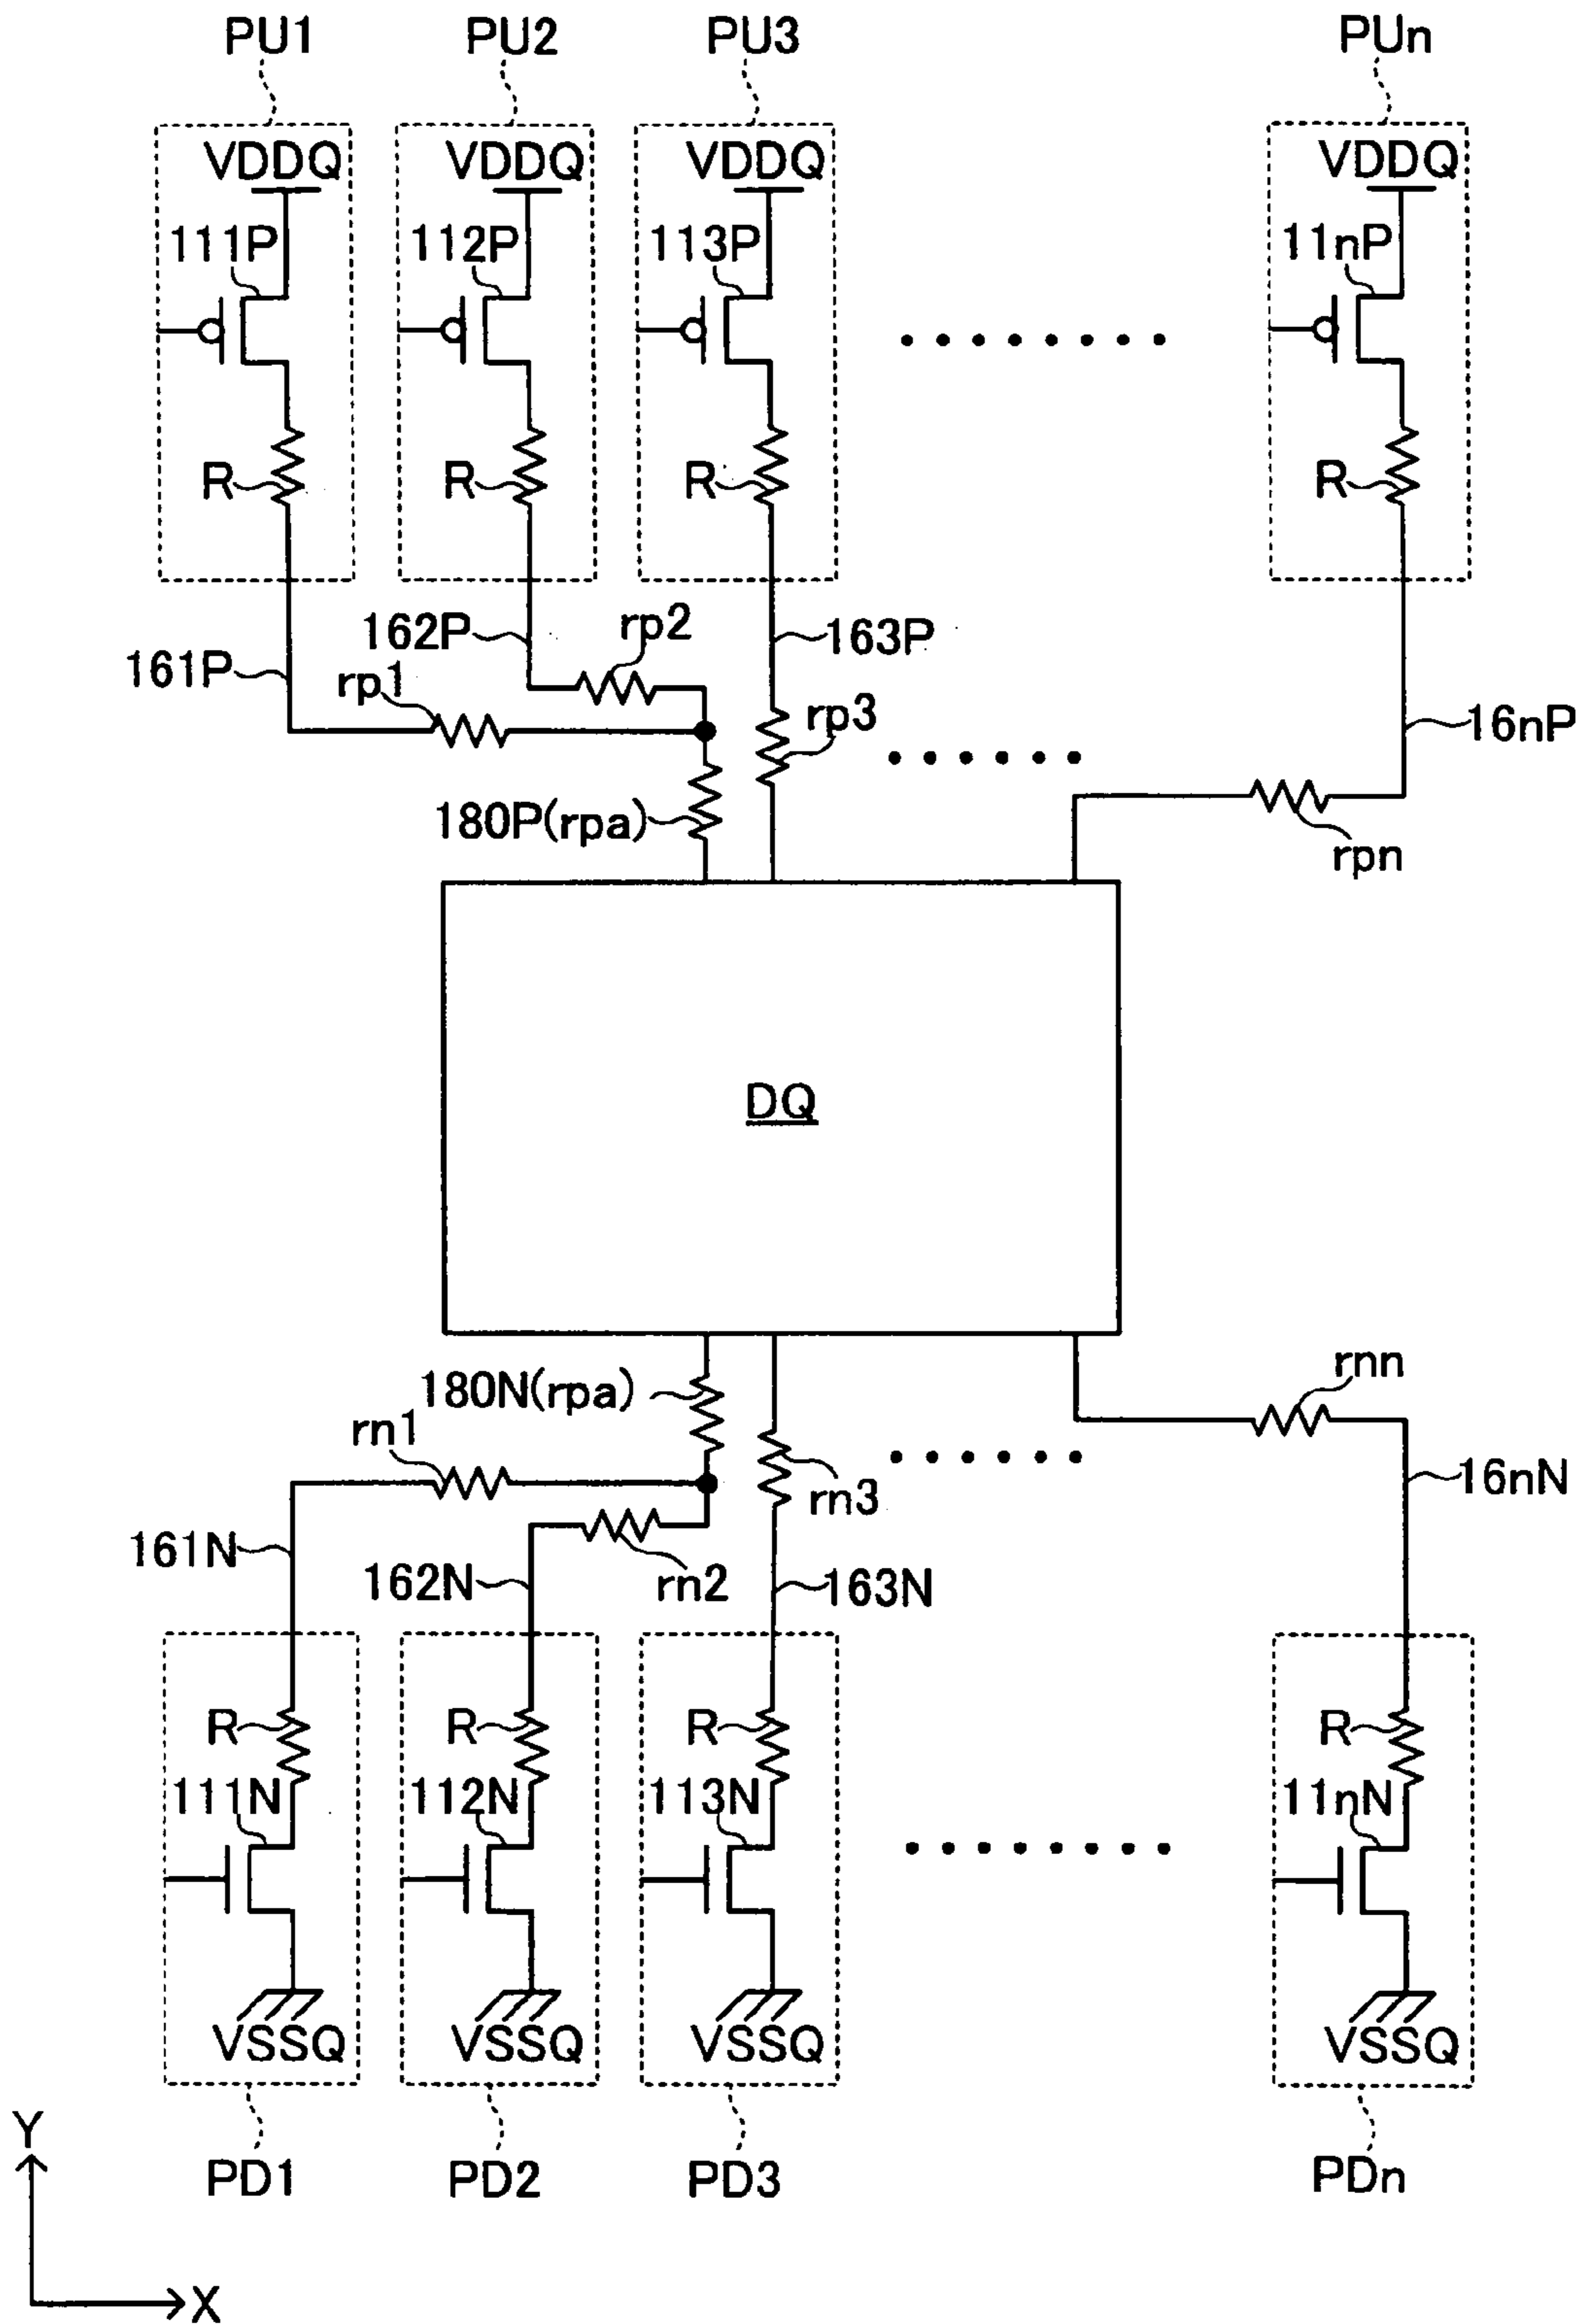 PU1 PU2 PU3 PUn
VDDQ VDDQ VDDQ VDDQ
111P 112P 113P 11nP
R R R R
162P rp2 163P
161P rp1 rp3 16nP
180P(rpa) rpn
DQ
180N(rpa) rnn
rn1 rn3 16nN
161N 162N rn2 163N
R R R R
111N 112N 113N 11nN
VSSQ VSSQ VSSQ VSSQ
PD1 PD2 PD3 PDn
Y
X